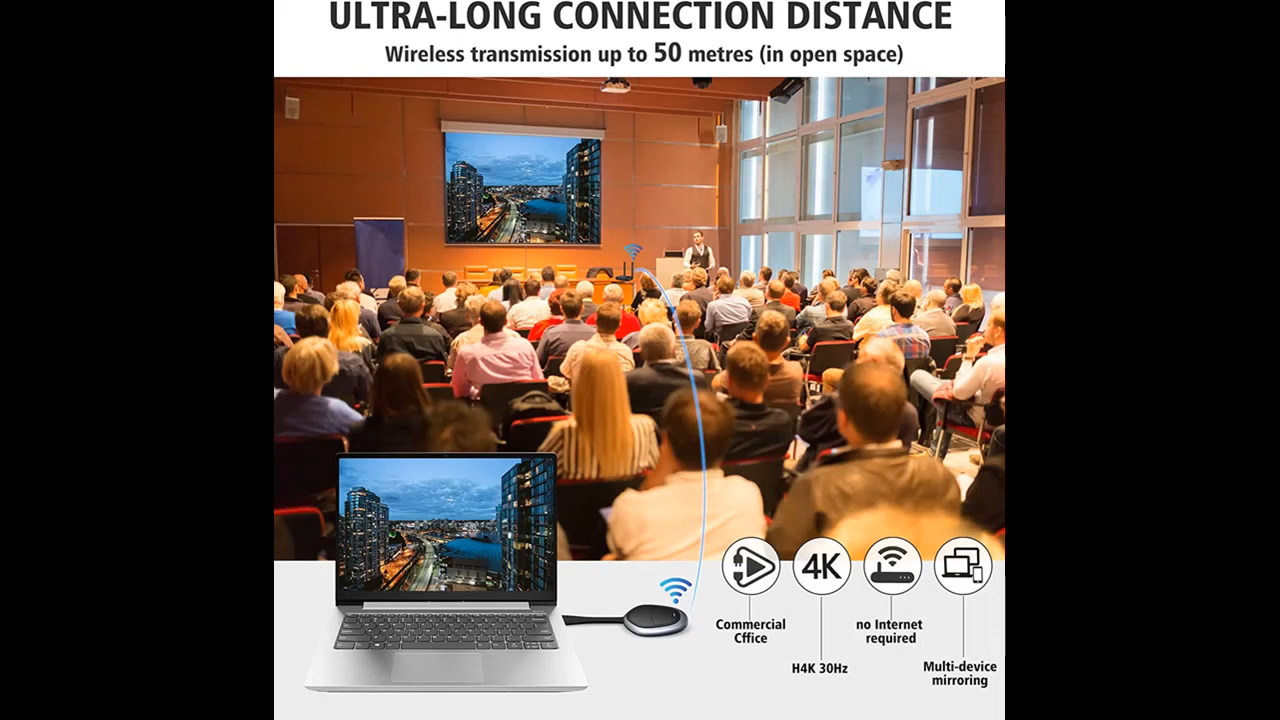 ULTRA-LONG CONNECTION DISTANCE
Wireless transmission up to 50 metres (in open space)
4K
Commercial
Cffice
no Internet
required
H4K 30Hz
Multi-device
mirroring